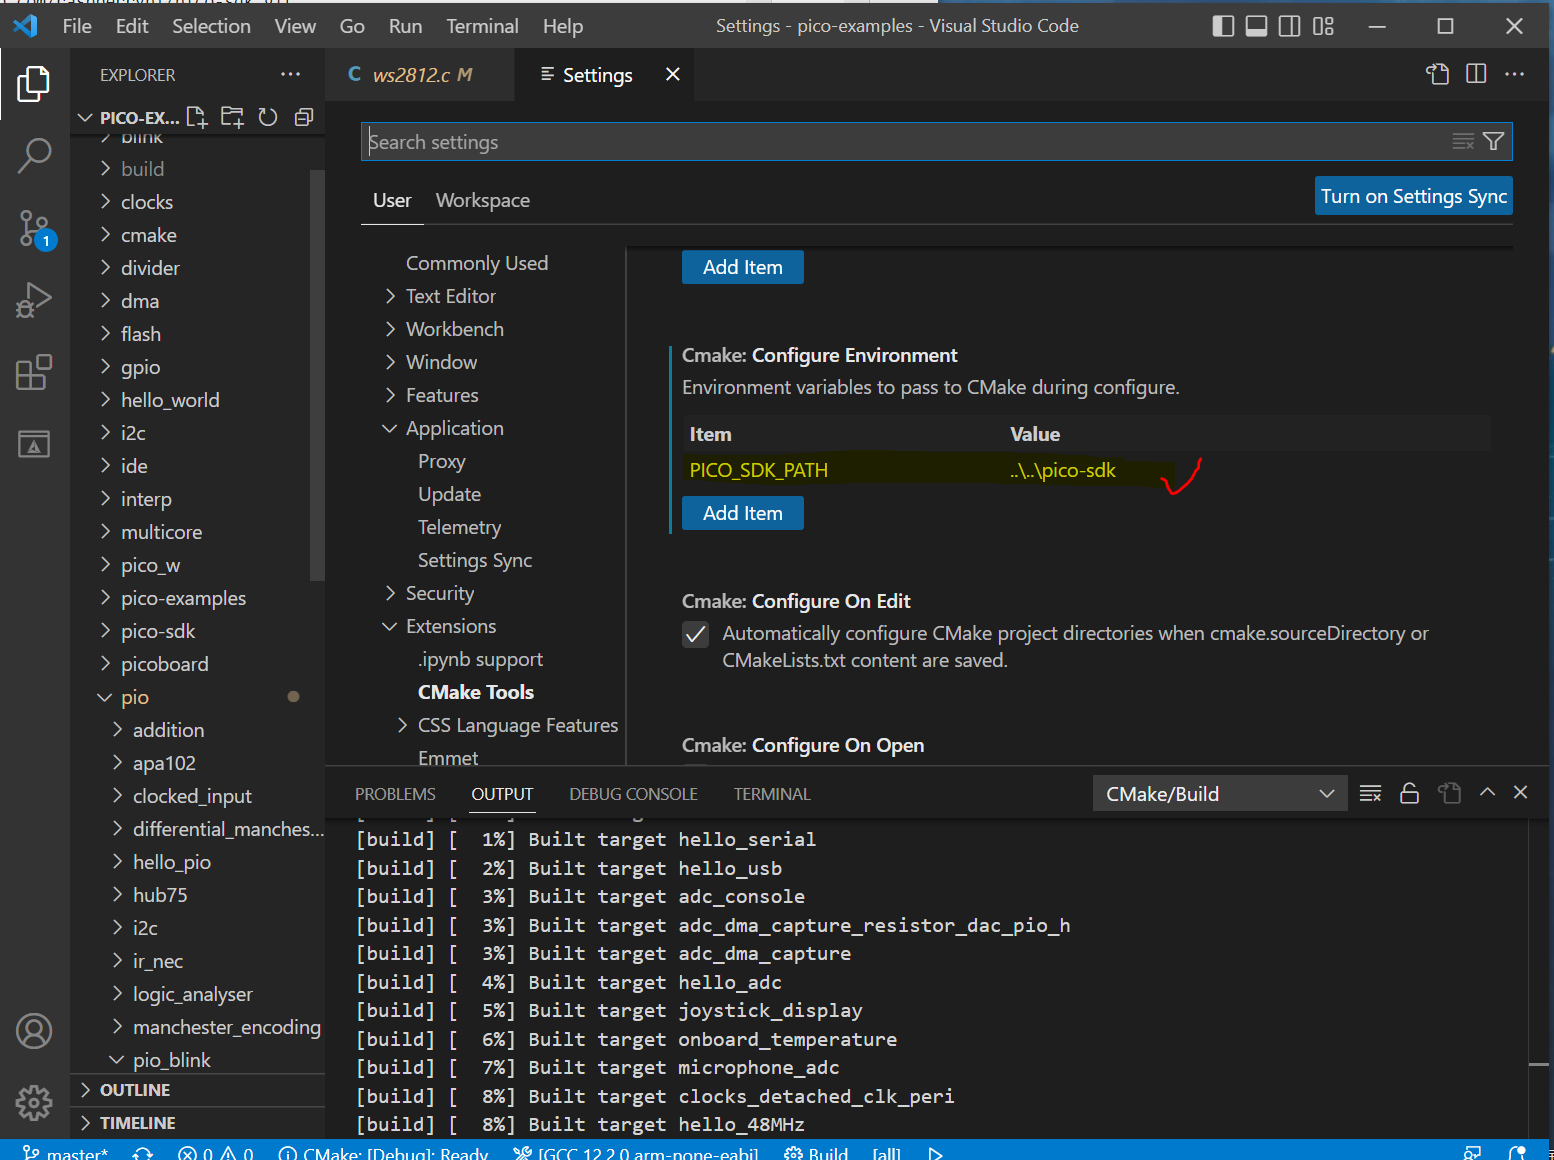 File Edit Selection View Go Run Terminal Help Settings - pico-examples - Visual Studio Code
EXPLORER
PICO-EX...
blink
build
clocks
cmake
divider
dma
flash
gpio
hello_world
i2c
ide
interp
multicore
pico_w
pico-examples
pico-sdk
picoboard
pio
addition
apa102
clocked_input
differential_manches...
hello_pio
hub75
i2c
ir_nec
logic_analyser
manchester_encoding
pio_blink
OUTLINE
TIMELINE
1
C ws2812.c M
Settings
Search settings
User Workspace
Turn on Settings Sync
Commonly Used
Text Editor
Workbench
Window
Features
Application
Proxy
Update
Telemetry
Settings Sync
Security
Extensions
.ipynb support
CMake Tools
CSS Language Features
Emmet
Add Item
Cmake: Configure Environment
Environment variables to pass to CMake during configure.
Item Value
PICO_SDK_PATH ..\..\pico-sdk
Add Item
Cmake: Configure On Edit
Automatically configure CMake project directories when cmake.sourceDirectory or
CMakeLists.txt content are saved.
Cmake: Configure On Open
PROBLEMS OUTPUT DEBUG CONSOLE TERMINAL CMake/Build
[build] [  1%] Built target hello_serial
[build] [  2%] Built target hello_usb
[build] [  3%] Built target adc_console
[build] [  3%] Built target adc_dma_capture_resistor_dac_pio_h
[build] [  3%] Built target adc_dma_capture
[build] [  4%] Built target hello_adc
[build] [  5%] Built target joystick_display
[build] [  6%] Built target onboard_temperature
[build] [  7%] Built target microphone_adc
[build] [  8%] Built target clocks_detached_clk_peri
[build] [  8%] Built target hello_48MHz
master* 0 0 CMake: [Debug]: Ready [GCC 12.2.0 arm-none-eabi] Build [all]